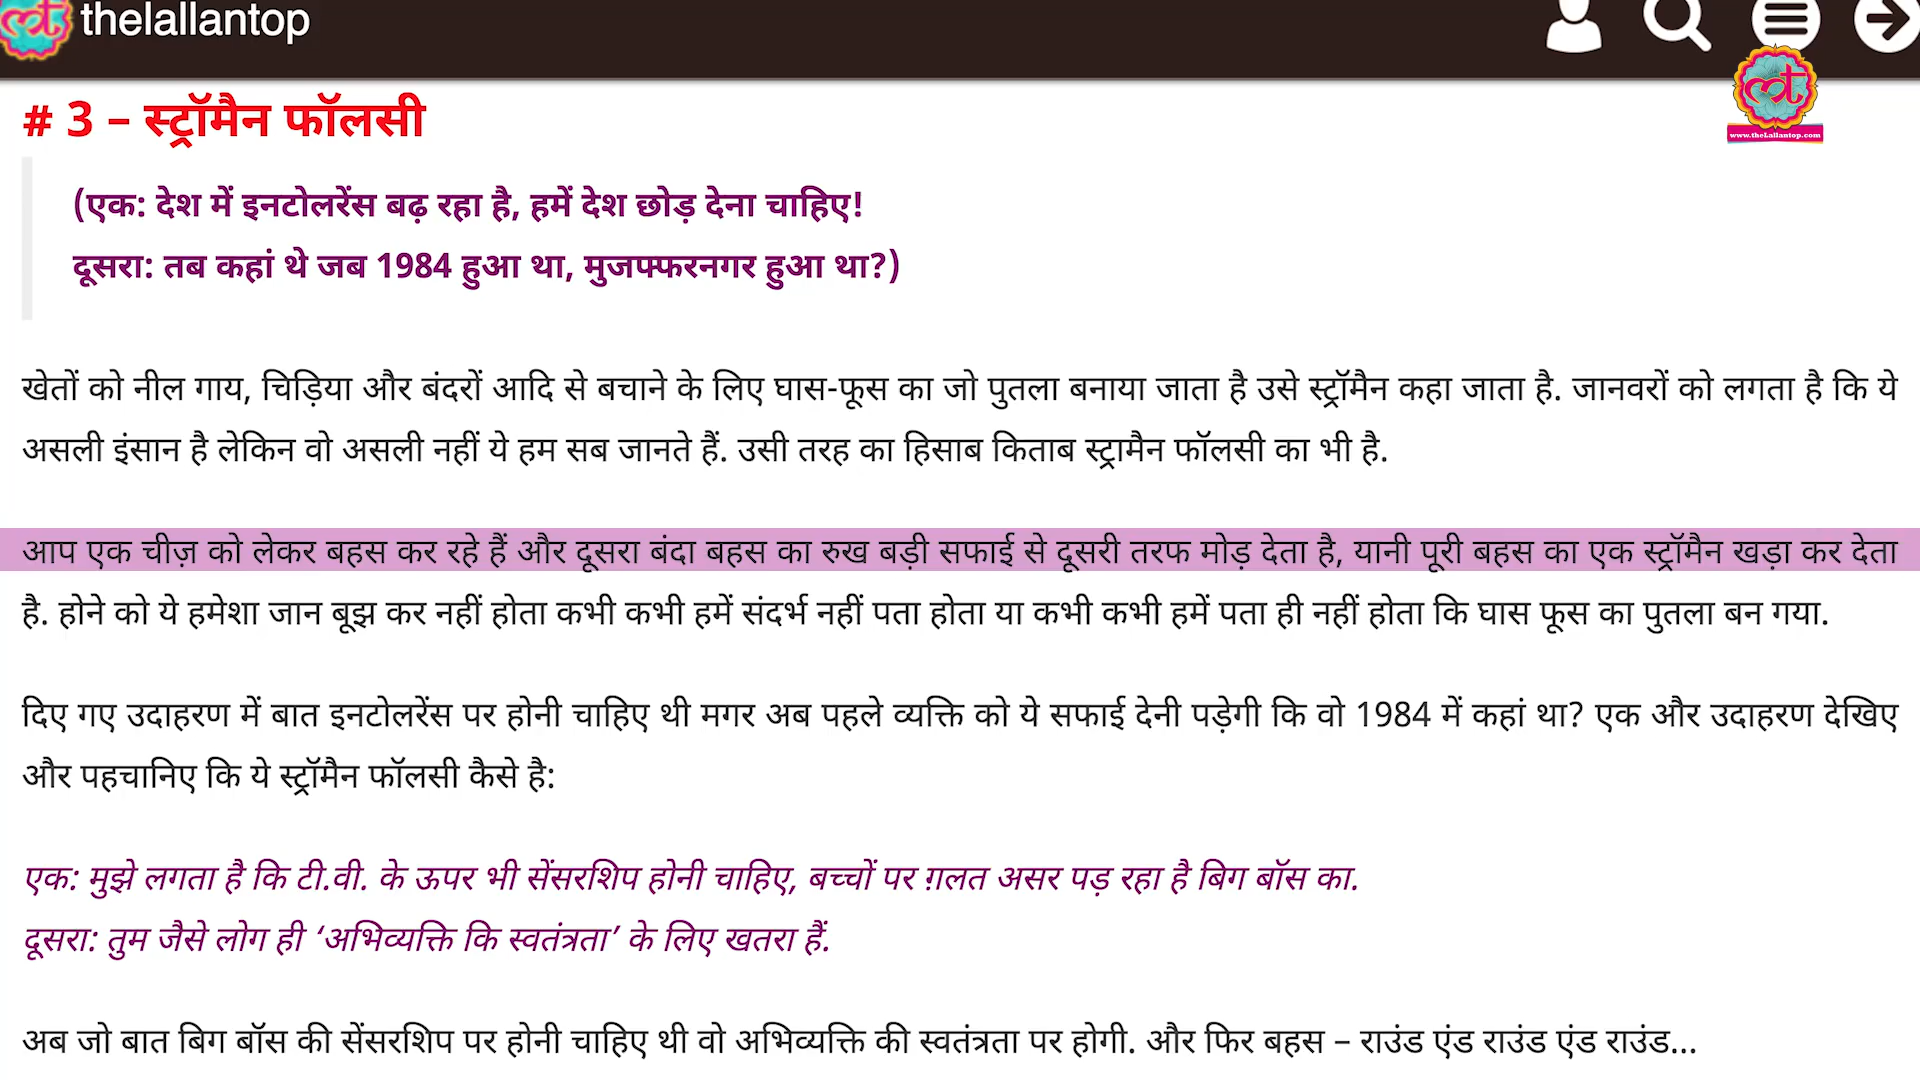 thelallantop
www.theLallantop.com
# 3 – स्ट्रॉमैन फॉलसी
(एक: देश में इनटोलरेंस बढ़ रहा है, हमें देश छोड़ देना चाहिए!
दूसरा: तब कहां थे जब 1984 हुआ था, मुजफ्फरनगर हुआ था?)
खेतों को नील गाय, चिड़िया और बंदरों आदि से बचाने के लिए घास-फूस का जो पुतला बनाया जाता है उसे स्ट्रॉमैन कहा जाता है. जानवरों को लगता है कि ये
असली इंसान है लेकिन वो असली नहीं ये हम सब जानते हैं. उसी तरह का हिसाब किताब स्ट्रामैन फॉलसी का भी है.
आप एक चीज़ को लेकर बहस कर रहे हैं और दूसरा बंदा बहस का रुख बड़ी सफाई से दूसरी तरफ मोड़ देता है, यानी पूरी बहस का एक स्ट्रॉमैन खड़ा कर देता
है. होने को ये हमेशा जान बूझ कर नहीं होता कभी कभी हमें संदर्भ नहीं पता होता या कभी कभी हमें पता ही नहीं होता कि घास फूस का पुतला बन गया.
दिए गए उदाहरण में बात इनटोलरेंस पर होनी चाहिए थी मगर अब पहले व्यक्ति को ये सफाई देनी पड़ेगी कि वो 1984 में कहां था? एक और उदाहरण देखिए
और पहचानिए कि ये स्ट्रॉमैन फॉलसी कैसे है:
एक: मुझे लगता है कि टी.वी. के ऊपर भी सेंसरशिप होनी चाहिए, बच्चों पर ग़लत असर पड़ रहा है बिग बॉस का.
दूसरा: तुम जैसे लोग ही ‘अभिव्यक्ति कि स्वतंत्रता’ के लिए खतरा हैं.
अब जो बात बिग बॉस की सेंसरशिप पर होनी चाहिए थी वो अभिव्यक्ति की स्वतंत्रता पर होगी. और फिर बहस – राउंड एंड राउंड एंड राउंड...